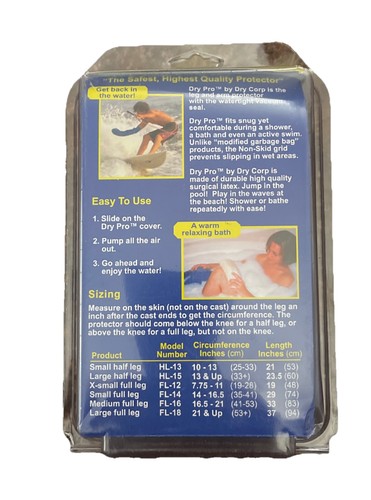 "The Safest, Highest Quality Protector"
Get back in
the water!
Dry Pro™ by Dry Corp is the
leg and arm protector
with the watertight vacuum
seal.
Dry Pro™ fits snug yet
comfortable during a shower,
a bath and even an active swim.
Unlike "modified garbage bag"
products, the Non-Skid grid
prevents slipping in wet areas.
Dry Pro™ by Dry Corp is
made of durable high quality
surgical latex. Jump in the
pool! Play in the waves at
the beach! Shower or bathe
repeatedly with ease!
Easy To Use
1. Slide on the
Dry Pro™ cover.
2. Pump all the air
out.
3. Go ahead and
enjoy the water!
A warm
relaxing bath
Sizing
Measure on the skin (not on the cast) around the leg an
inch after the cast ends to get the circumference. The
protector should come below the knee for a half leg, or
above the knee for a full leg, but not on the knee.
Product Model Number Circumference Inches (cm) Length Inches (cm)
Small half leg HL-13 10 - 13 (25-33) 21 (53)
Large half leg HL-15 13 & Up (33+) 23.5 (60)
X-small full leg FL-12 7.75 - 11 (19-28) 19 (48)
Small full leg FL-14 14 - 16.5 (35-41) 29 (74)
Medium full leg FL-16 16.5 - 21 (41-53) 33 (83)
Large full leg FL-18 21 & Up (53+) 37 (94)